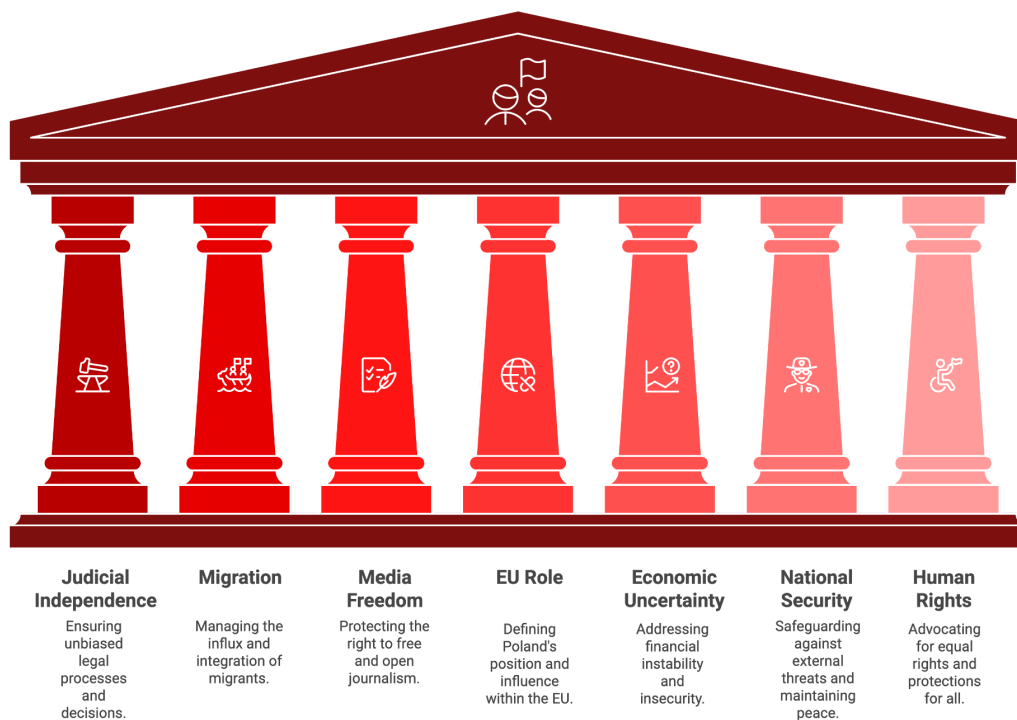 Judicial
Independence
Ensuring
unbiased
legal
processes
and
decisions.
Migration
Managing the
influx and
integration of
migrants.
Media
Freedom
Protecting the
right to free
and open
journalism.
EU Role
Defining
Poland's
position and
influence
within the EU.
Economic
Uncertainty
Addressing
financial
instability
and
insecurity.
National
Security
Safeguarding
against
external
threats and
maintaining
peace.
Human
Rights
Advocating
for equal
rights and
protections
for all.